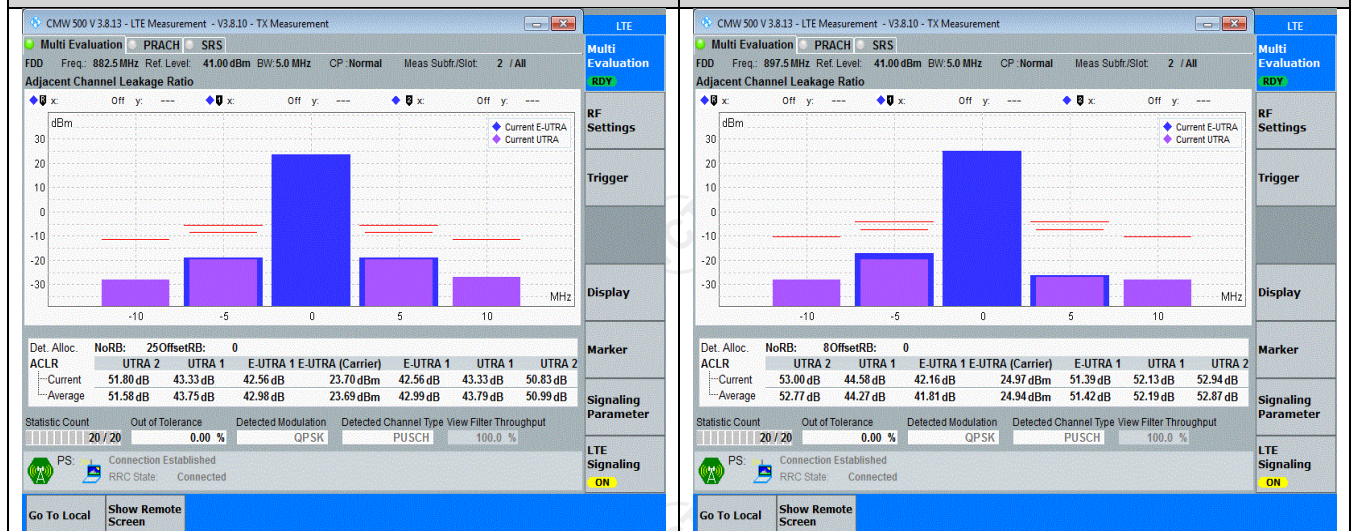 CMW 500 V 3.8.13 - LTE Measurement - V3.8.10 - TX Measurement
LTE
Multi Evaluation PRACH SRS
Multi Evaluation
RDY
FDD Freq.: 882.5 MHz Ref. Level: 41.00 dBm BW: 5.0 MHz CP : Normal Meas Subfr./Slot: 2 / All
Adjacent Channel Leakage Ratio
x: Off y: --- 1 x: Off y: --- 2 x: Off y: ---
dBm
Current E-UTRA
Current UTRA
30
20
10
0
-10
-20
-30
MHz
-10 -5 0 5 10
RF Settings
Trigger
Display
Marker
Signaling Parameter
LTE Signaling
ON
Det. Alloc. NoRB: 25 OffsetRB: 0
ACLR UTRA 2 UTRA 1 E-UTRA 1 E-UTRA (Carrier) E-UTRA 1 UTRA 1 UTRA 2
Current 51.80 dB 43.33 dB 42.56 dB 23.70 dBm 42.56 dB 43.33 dB 50.83 dB
Average 51.58 dB 43.75 dB 42.98 dB 23.69 dBm 42.99 dB 43.79 dB 50.99 dB
Statistic Count Out of Tolerance Detected Modulation Detected Channel Type View Filter Throughput
20 / 20 0.00 % QPSK PUSCH 100.0 %
PS: Connection Established
RRC State: Connected
Go To Local
Show Remote Screen
CMW 500 V 3.8.13 - LTE Measurement - V3.8.10 - TX Measurement
LTE
Multi Evaluation PRACH SRS
Multi Evaluation
RDY
FDD Freq.: 897.5 MHz Ref. Level: 41.00 dBm BW: 5.0 MHz CP : Normal Meas Subfr./Slot: 2 / All
Adjacent Channel Leakage Ratio
x: Off y: --- 1 x: Off y: --- 2 x: Off y: ---
dBm
Current E-UTRA
Current UTRA
30
20
10
0
-10
-20
-30
MHz
-10 -5 0 5 10
RF Settings
Trigger
Display
Marker
Signaling Parameter
LTE Signaling
ON
Det. Alloc. NoRB: 8 OffsetRB: 0
ACLR UTRA 2 UTRA 1 E-UTRA 1 E-UTRA (Carrier) E-UTRA 1 UTRA 1 UTRA 2
Current 53.00 dB 44.58 dB 42.16 dB 24.97 dBm 51.39 dB 52.13 dB 52.94 dB
Average 52.77 dB 44.27 dB 41.81 dB 24.94 dBm 51.42 dB 52.19 dB 52.87 dB
Statistic Count Out of Tolerance Detected Modulation Detected Channel Type View Filter Throughput
20 / 20 0.00 % QPSK PUSCH 100.0 %
PS: Connection Established
RRC State: Connected
Go To Local
Show Remote Screen